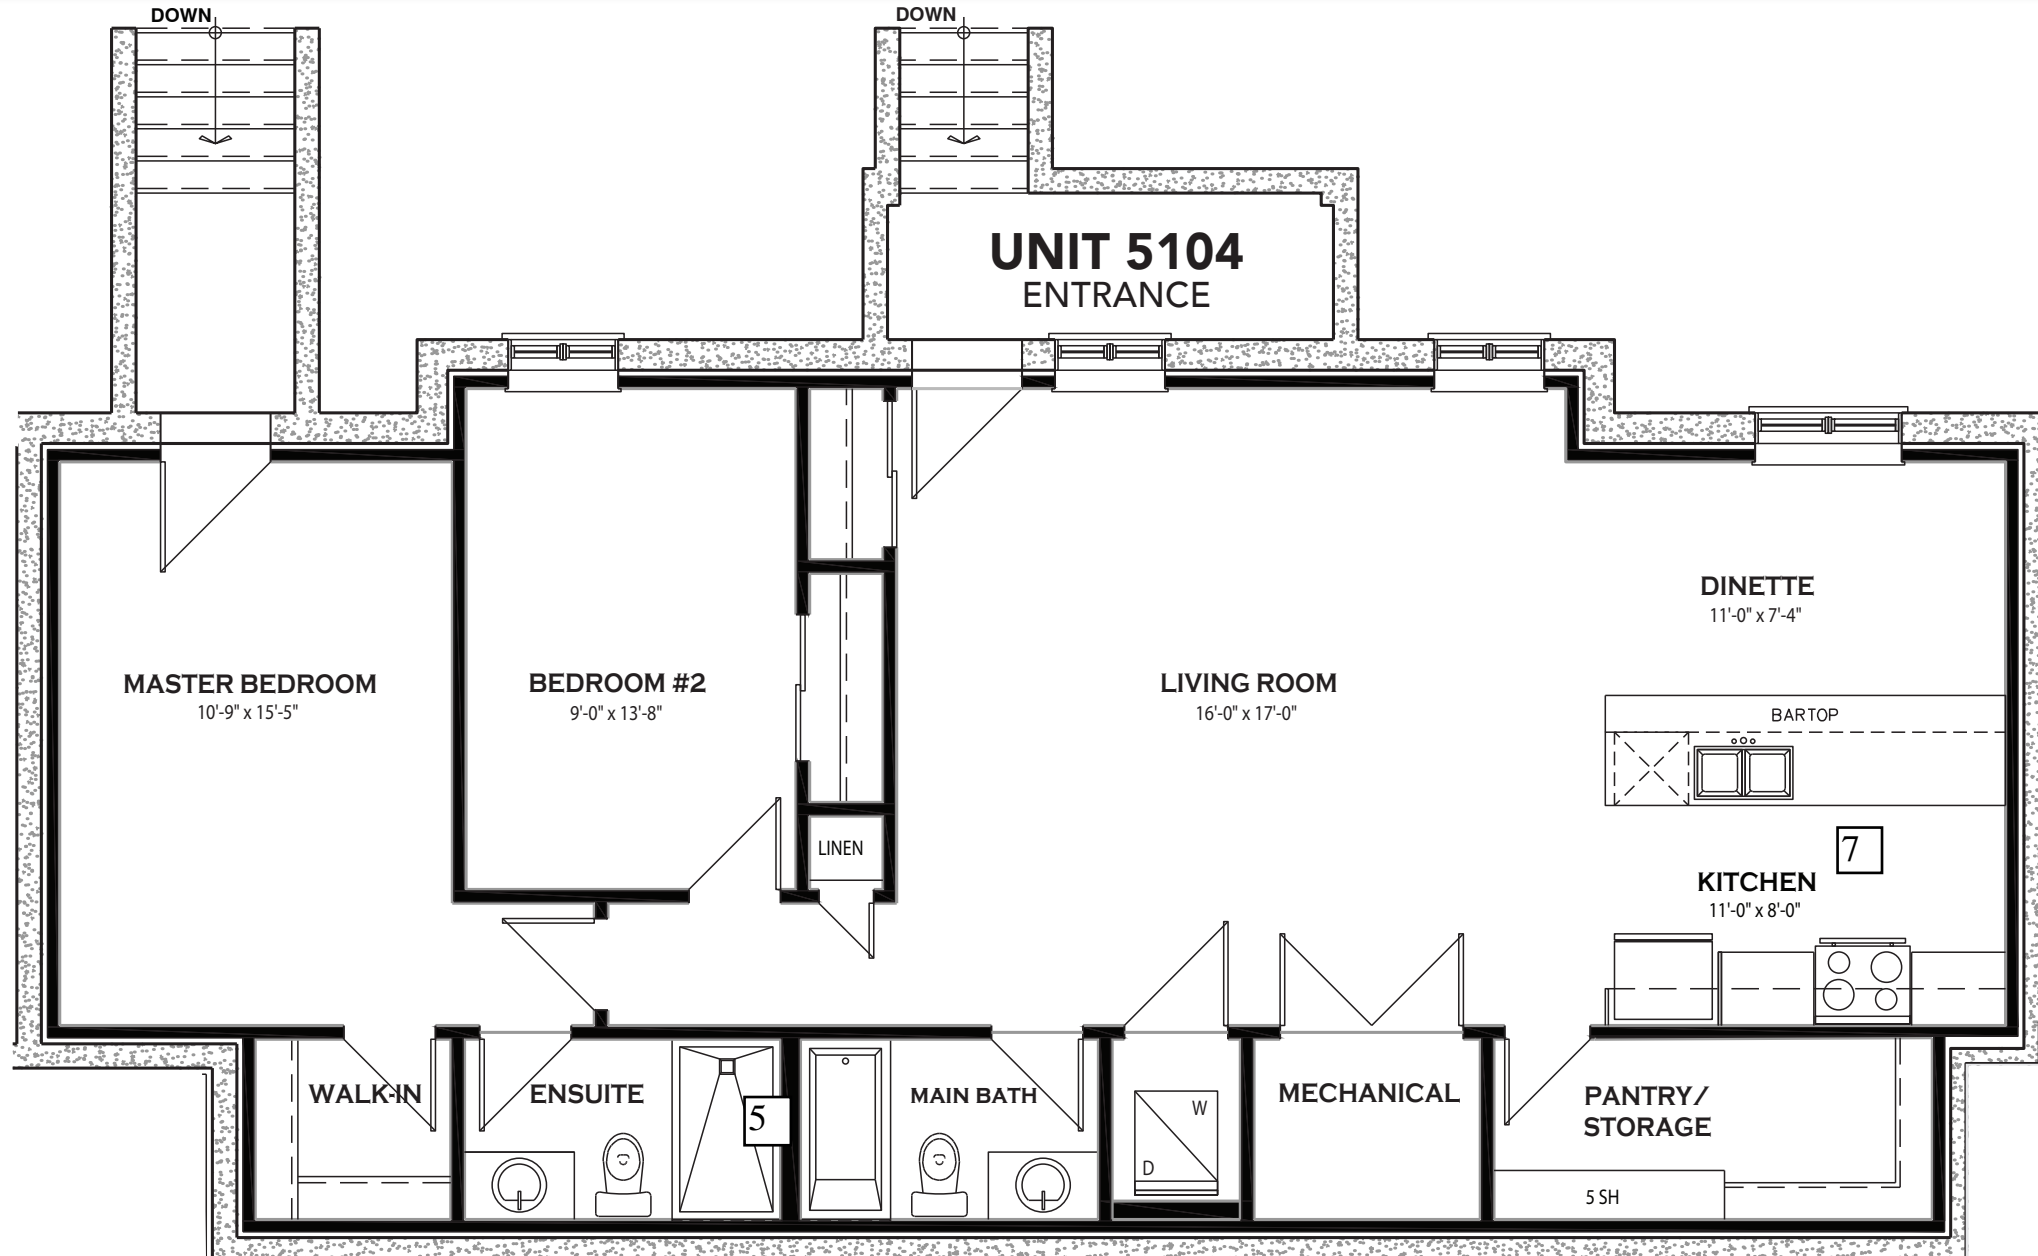 DOWN
DOWN
UNIT 5104
ENTRANCE
DINETTE
11'-0" x 7'-4"
MASTER BEDROOM
10'-9" x 15'-5"
BEDROOM #2
9'-0" x 13'-8"
LIVING ROOM
16'-0" x 17'-0"
BARTOP
LINEN
7
KITCHEN
11'-0" x 8'-0"
WALK-IN
ENSUITE
5
MAIN BATH
W
D
MECHANICAL
PANTRY/
STORAGE
5 SH